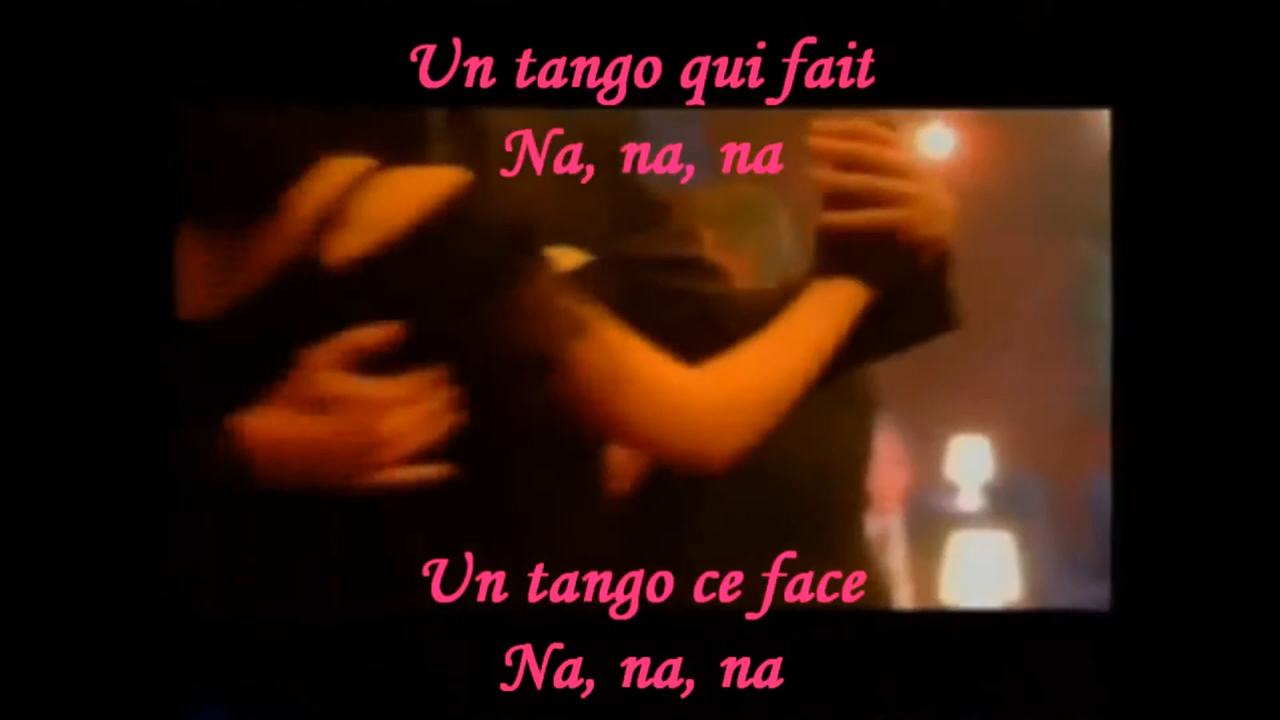 Un tango qui fait
Na, na, na
Un tango ce face
Na, na, na